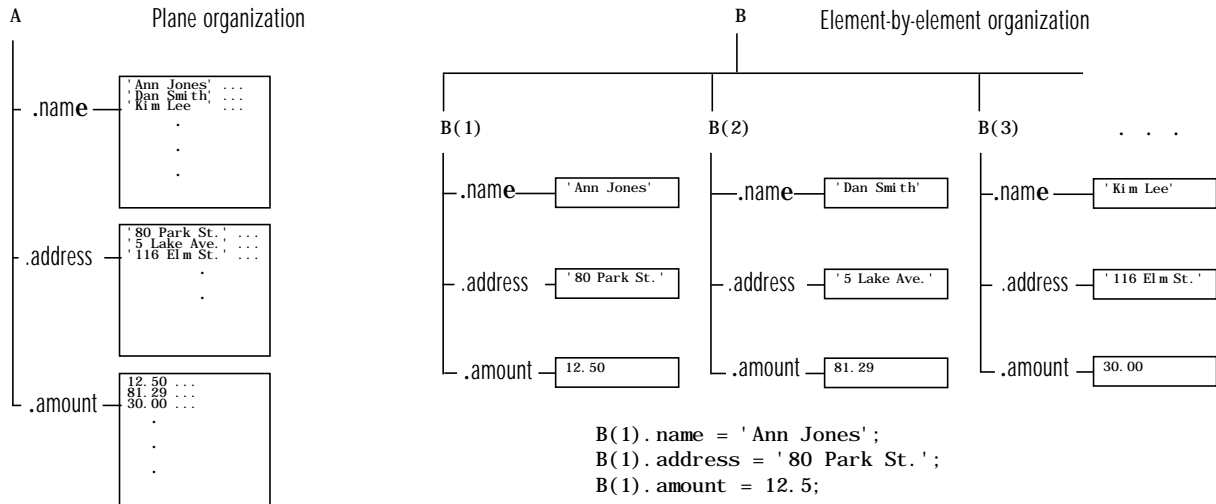 A
Plane organization
.name
'Ann Jones' ...
'Dan Smith' ...
'Kim Lee' ...
.
.
.
.address
'80 Park St.' ...
'5 Lake Ave.' ...
'116 Elm St.' ...
.
.
.amount
12.50 ...
81.29 ...
30.00 ...
.
.
.
B
Element-by-element organization
B(1)
.name
'Ann Jones'
.address
'80 Park St.'
.amount
12.50
B(2)
.name
'Dan Smith'
.address
'5 Lake Ave.'
.amount
81.29
B(3)
.name
'Kim Lee'
.address
'116 Elm St.'
.amount
30.00
. . .
B(1).name = 'Ann Jones';
B(1).address = '80 Park St.';
B(1).amount = 12.5;